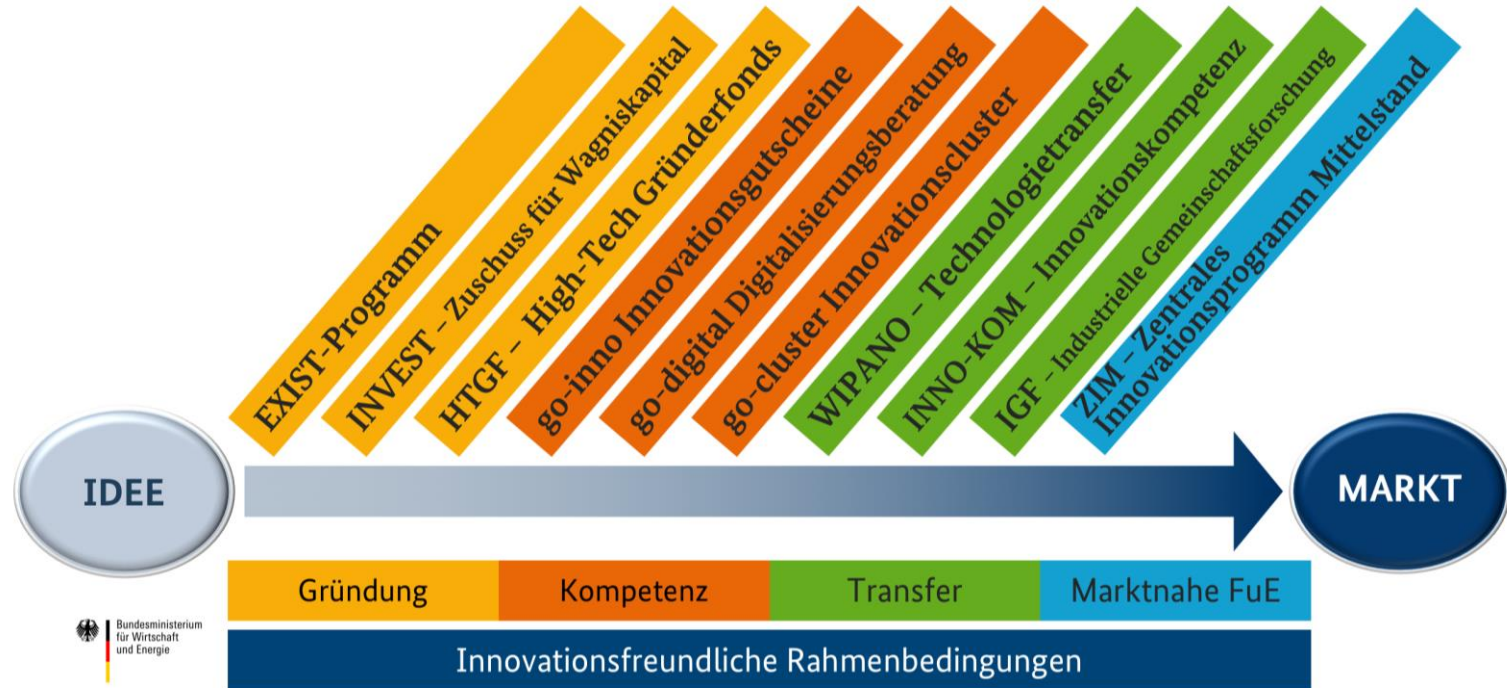 EXIST-Programm
INVEST – Zuschuss für Wagniskapital
HTGF – High-Tech Gründerfonds
go-inno Innovationsgutscheine
go-digital Digitalisierungsberatung
go-cluster Innovationscluster
WIPANO – Technologietransfer
INNO-KOM – Innovationskompetenz
IGF – Industrielle Gemeinschaftsforschung
ZIM – Zentrales
Innovationsprogramm Mittelstand
IDEE
MARKT
Gründung
Kompetenz
Transfer
Marktnahe FuE
Bundesministerium
für Wirtschaft
und Energie
Innovationsfreundliche Rahmenbedingungen